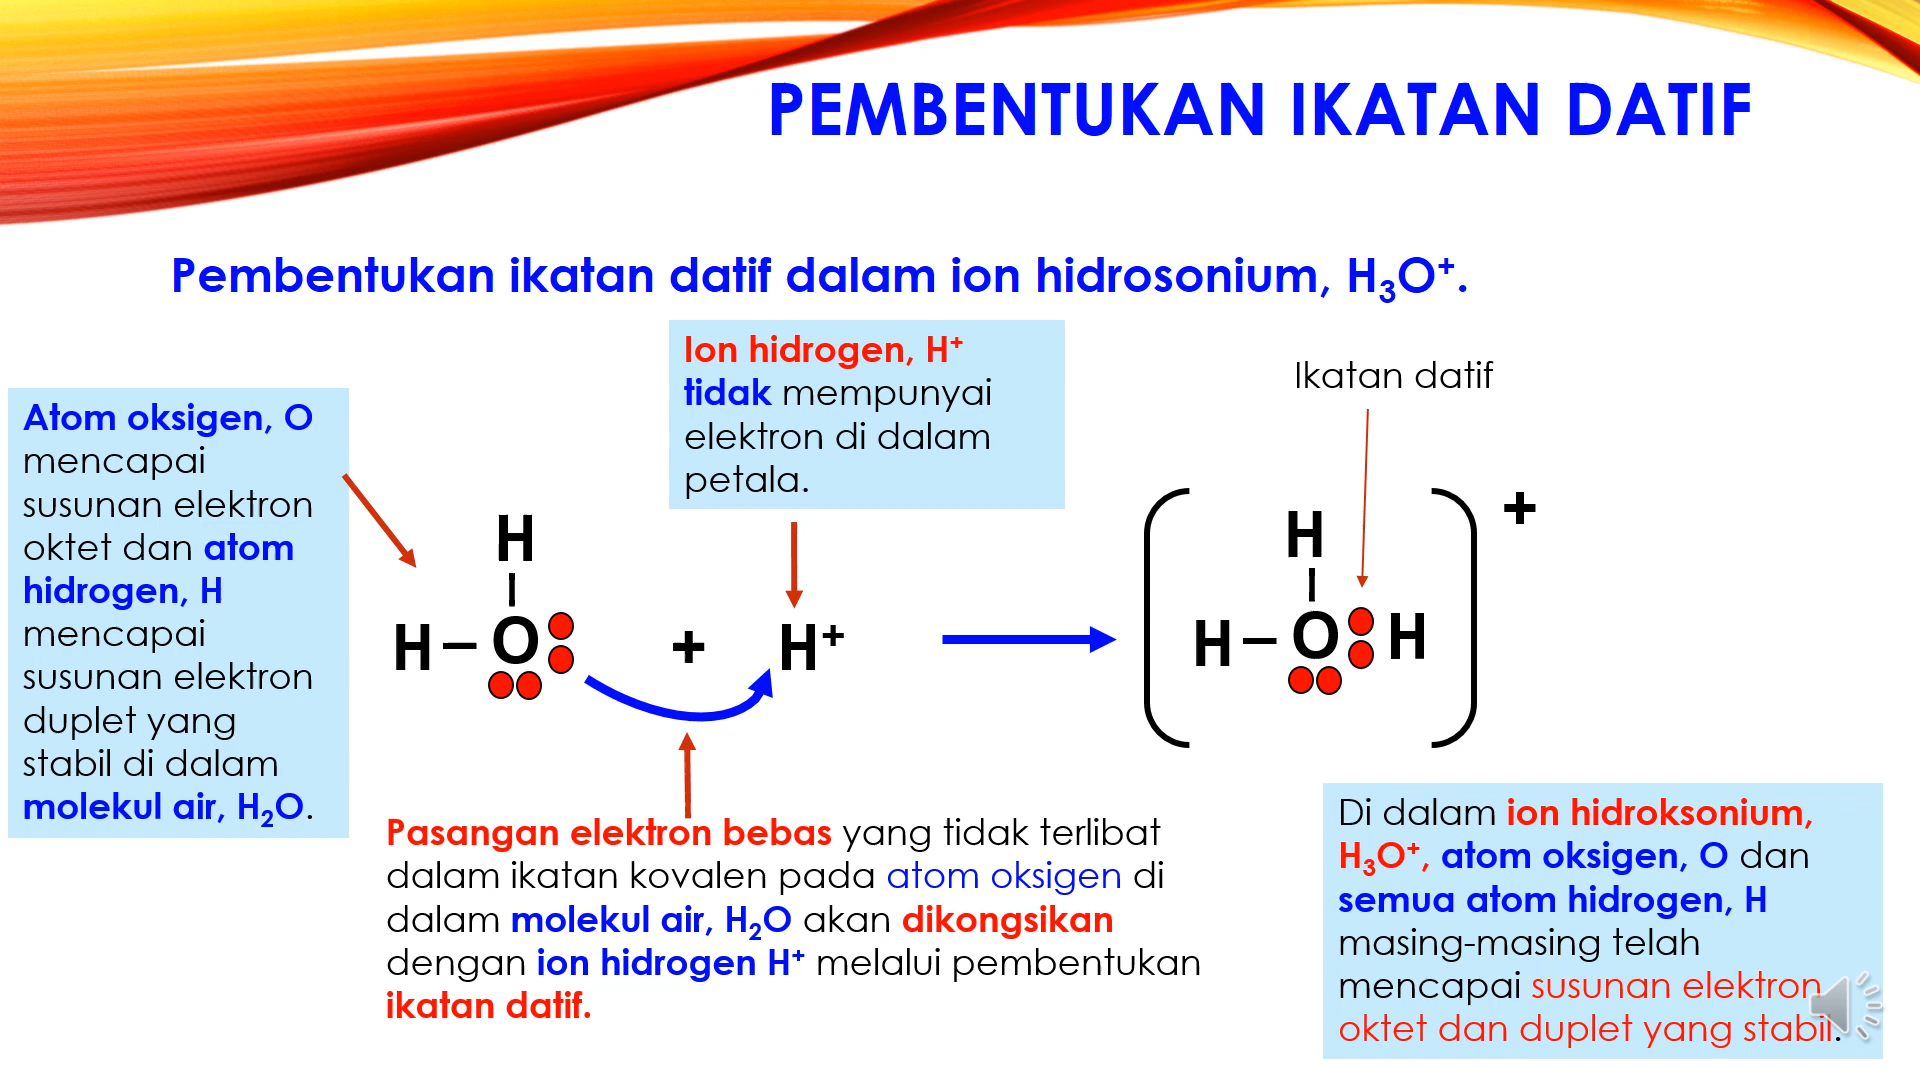 PEMBENTUKAN IKATAN DATIF
Pembentukan ikatan datif dalam ion hidrosonium, H₃O⁺.
Atom oksigen, O
mencapai
susunan elektron
oktet dan atom
hidrogen, H
mencapai
susunan elektron
duplet yang
stabil di dalam
molekul air, H₂O.
Ion hidrogen, H⁺
tidak mempunyai
elektron di dalam
petala.
Ikatan datif
H
H – O + H⁺
H
H – O H
+
Pasangan elektron bebas yang tidak terlibat
dalam ikatan kovalen pada atom oksigen di
dalam molekul air, H₂O akan dikongsikan
dengan ion hidrogen H⁺ melalui pembentukan
ikatan datif.
Di dalam ion hidroksonium,
H₃O⁺, atom oksigen, O dan
semua atom hidrogen, H
masing-masing telah
mencapai susunan elektron
oktet dan duplet yang stabil.